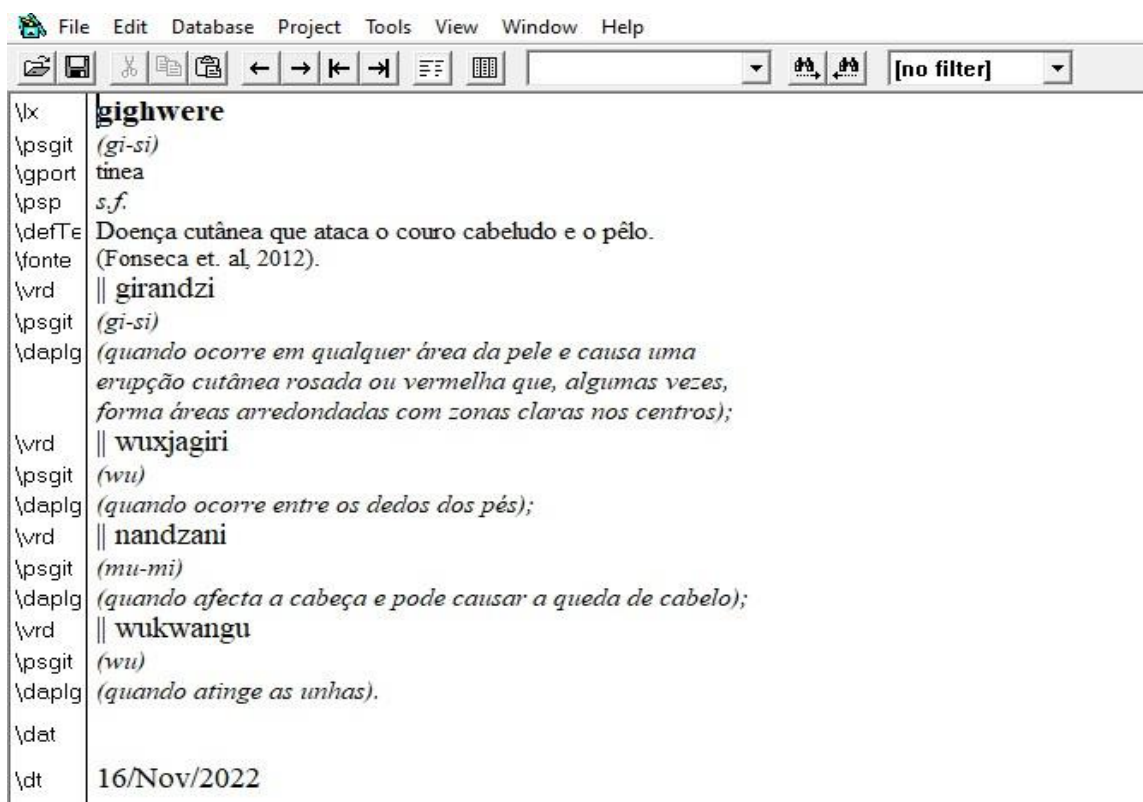 File Edit Database Project Tools View Window Help
[no filter]
\lx gighwere
\psgit (gi-si)
\gport tinea
\psp s.f.
\defTe Doença cutânea que ataca o couro cabeludo e o pêlo.
\fonte (Fonseca et. al, 2012).
\vrd || girandzi
\psgit (gi-si)
\daplg (quando ocorre em qualquer área da pele e causa uma
erupção cutânea rosada ou vermelha que, algumas vezes,
forma áreas arredondadas com zonas claras nos centros);
\vrd || wuxjagiri
\psgit (wu)
\daplg (quando ocorre entre os dedos dos pés);
\vrd || nandzani
\psgit (mu-mi)
\daplg (quando afecta a cabeça e pode causar a queda de cabelo);
\vrd || wukwangu
\psgit (wu)
\daplg (quando atinge as unhas).
\dat
\dt 16/Nov/2022